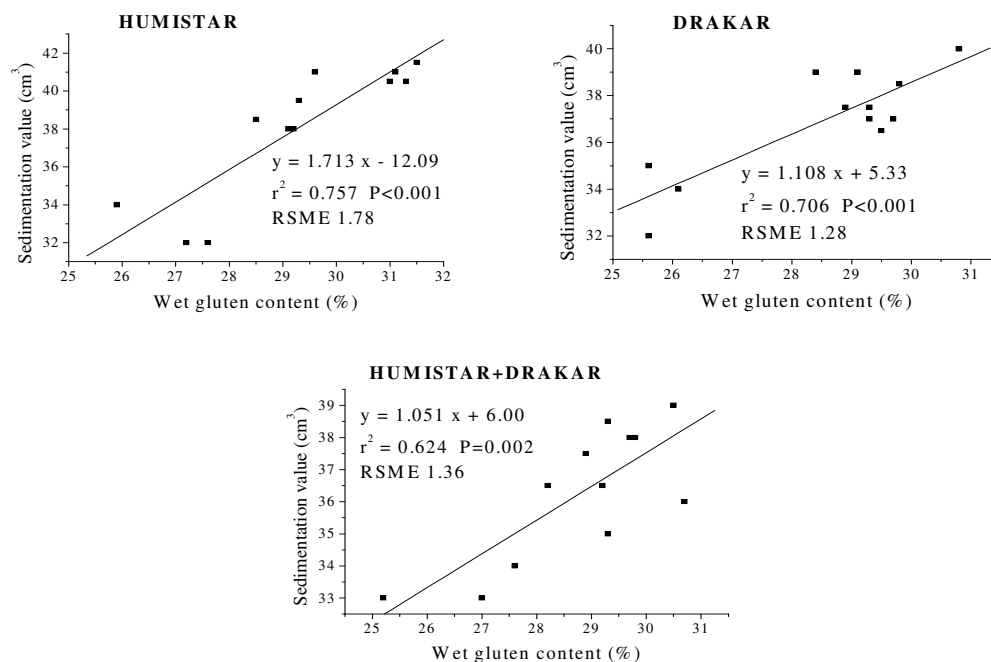 HUMISTAR
Sedimentation value (cm³)
42
40
38
36
34
32
y = 1.713 x - 12.09
r² = 0.757 P<0.001
RSME 1.78
25 26 27 28 29 30 31 32
Wet gluten content (%)
DRAKAR
Sedimentation value (cm³)
40
38
36
34
32
y = 1.108 x + 5.33
r² = 0.706 P<0.001
RSME 1.28
25 26 27 28 29 30 31
Wet gluten content (%)
HUMISTAR+DRAKAR
Sedimentation value (cm³)
39
38
37
36
35
34
33
y = 1.051 x + 6.00
r² = 0.624 P=0.002
RSME 1.36
25 26 27 28 29 30 31
Wet gluten content (%)